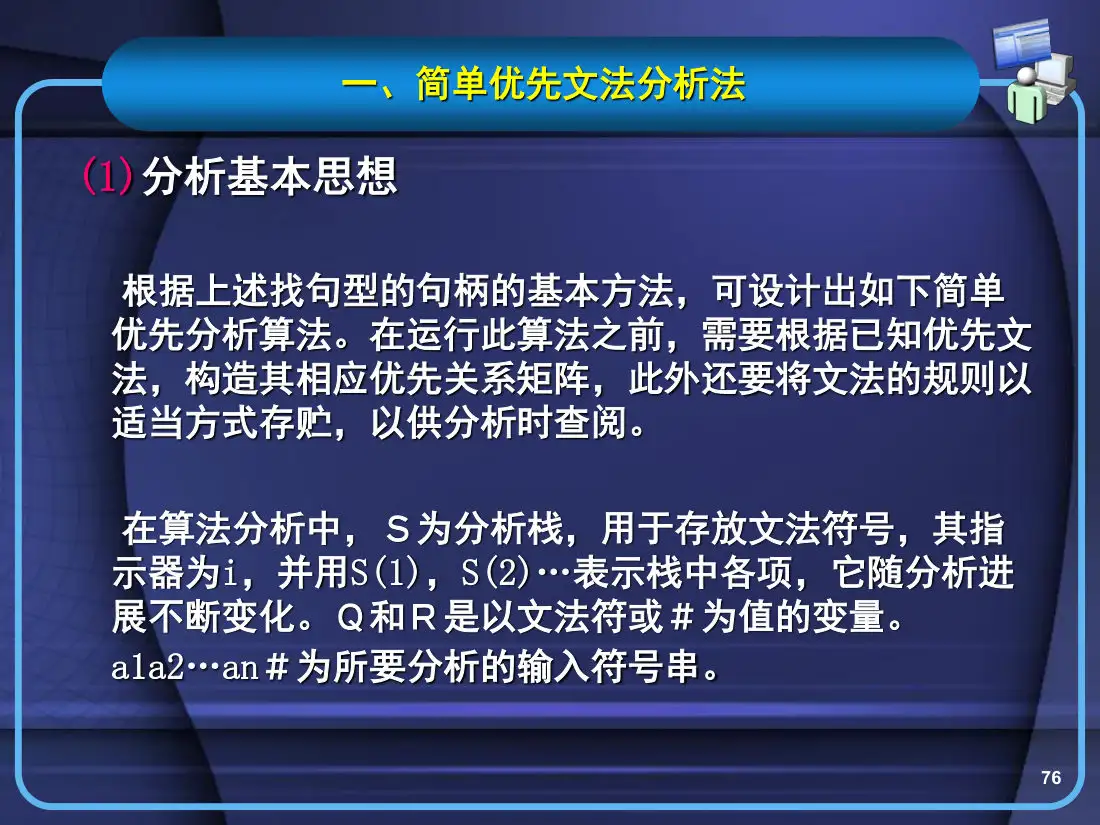 一、简单优先文法分析法
(1)分析基本思想
根据上述找句型的句柄的基本方法，可设计出如下简单
优先分析算法。在运行此算法之前，需要根据已知优先文
法，构造其相应优先关系矩阵，此外还要将文法的规则以
适当方式存贮，以供分析时查阅。
在算法分析中，Ｓ为分析栈，用于存放文法符号，其指
示器为i，并用S(1)，S(2)…表示栈中各项，它随分析进
展不断变化。Ｑ和Ｒ是以文法符或＃为值的变量。
a1a2…an＃为所要分析的输入符号串。
76